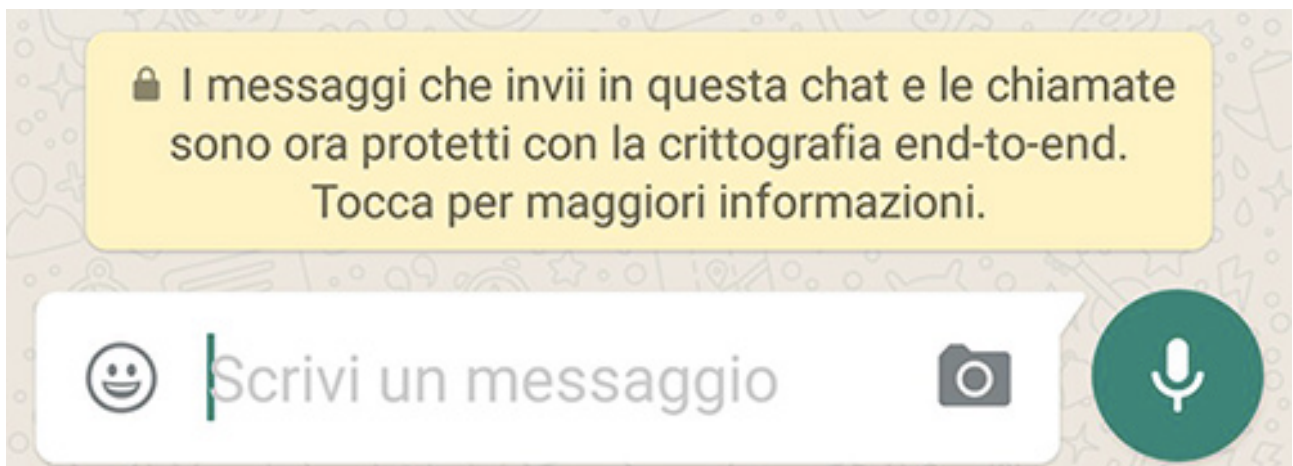 I messaggi che invii in questa chat e le chiamate
sono ora protetti con la crittografia end-to-end.
Tocca per maggiori informazioni.
Scrivi un messaggio